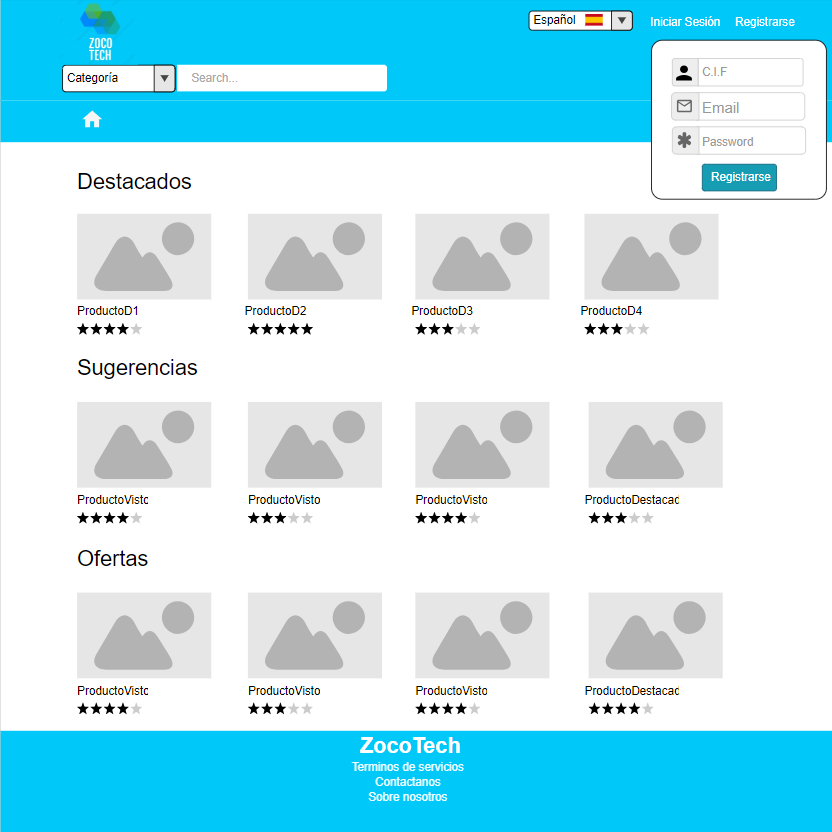 ZOCO
TECH
Español
Iniciar Sesión
Registrarse
Categoría
Search...
C.I.F
Email
Password
Registrarse
Destacados
ProductoD1
ProductoD2
ProductoD3
ProductoD4
Sugerencias
ProductoVisto
ProductoVisto
ProductoVisto
ProductoDestacad
Ofertas
ProductoVisto
ProductoVisto
ProductoVisto
ProductoDestacad
ZocoTech
Terminos de servicios
Contactanos
Sobre nosotros